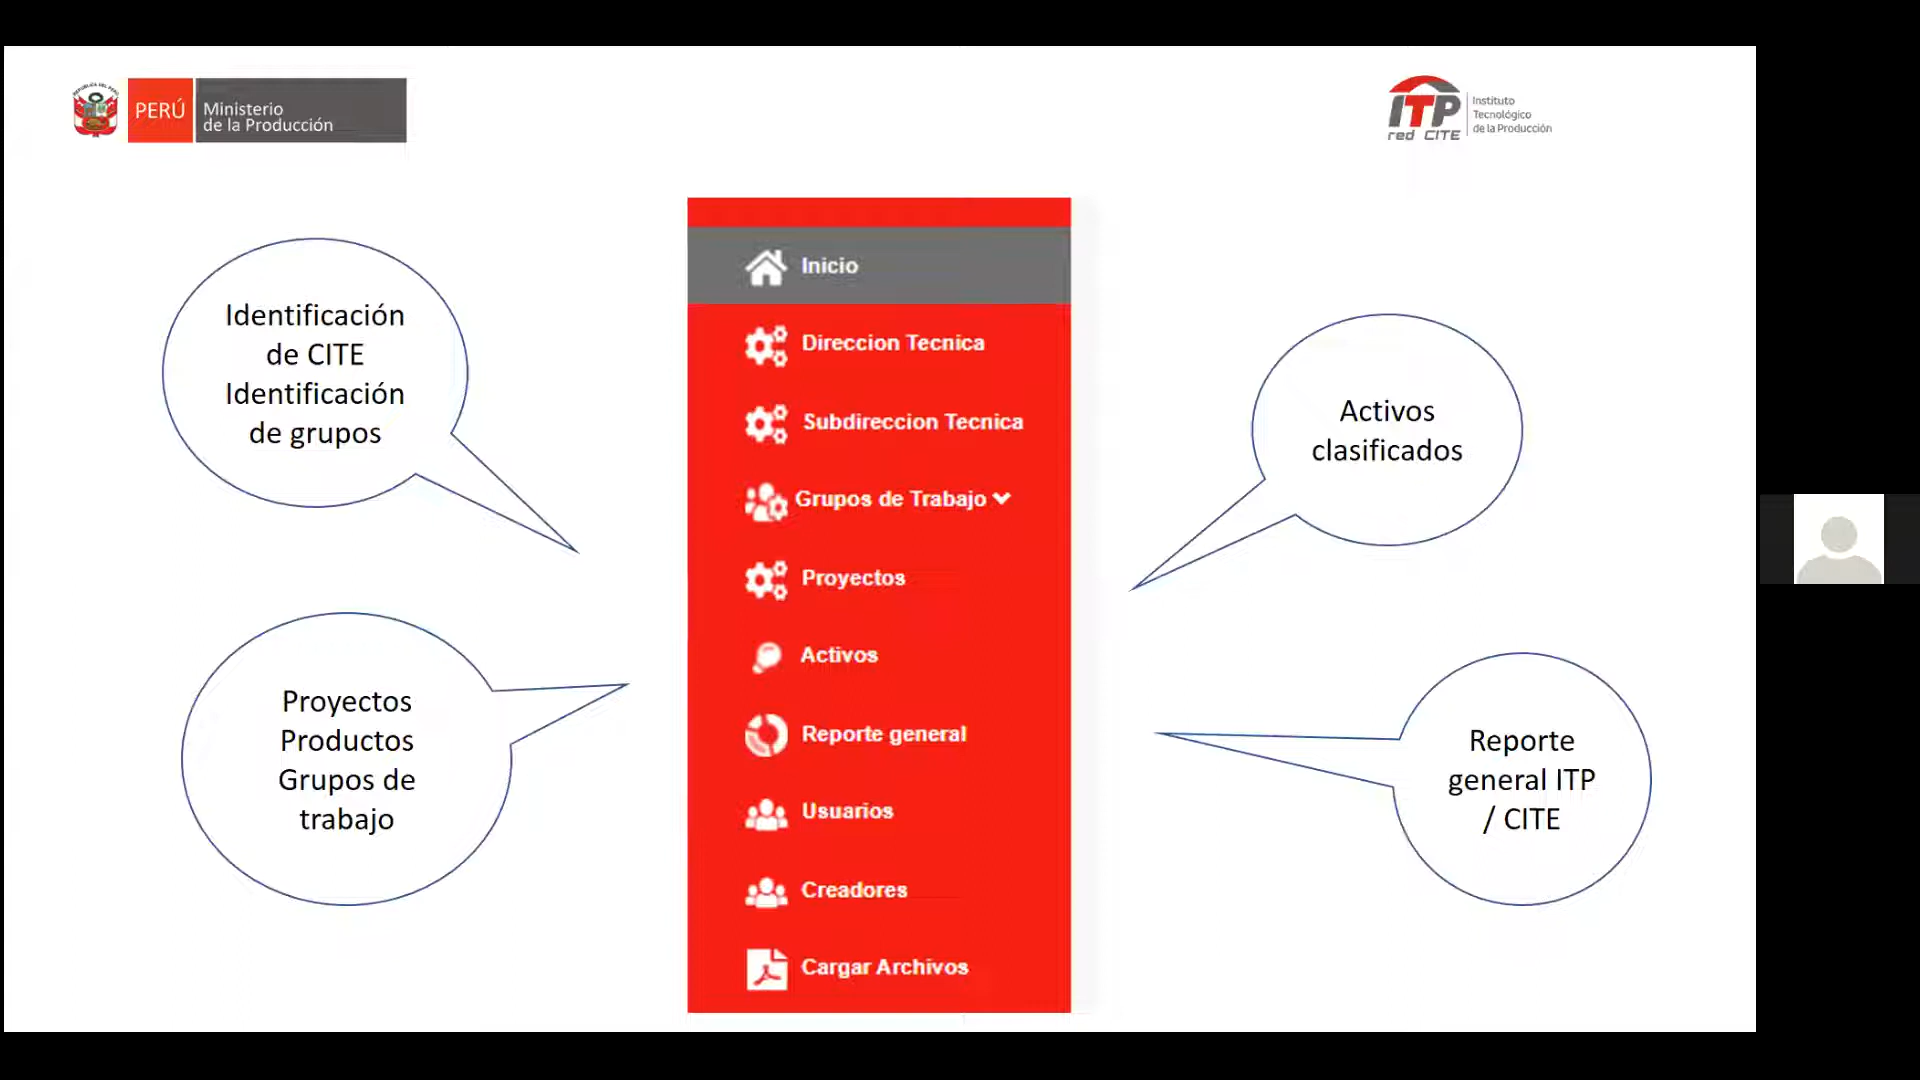 PERÚ
Ministerio
de la Producción
ITP
red CITE
Instituto
Tecnológico
de la Producción
Identificación
de CITE
Identificación
de grupos
Proyectos
Productos
Grupos de
trabajo
Inicio
Direccion Tecnica
Subdireccion Tecnica
Grupos de Trabajo
Proyectos
Activos
Reporte general
Usuarios
Creadores
Cargar Archivos
Activos
clasificados
Reporte
general ITP
/ CITE